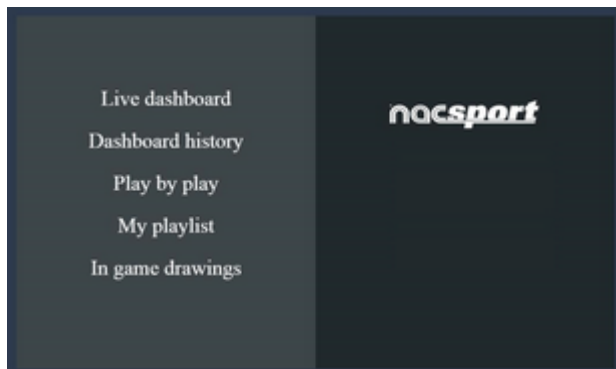 Live dashboard
Dashboard history
Play by play
My playlist
In game drawings
nacsport